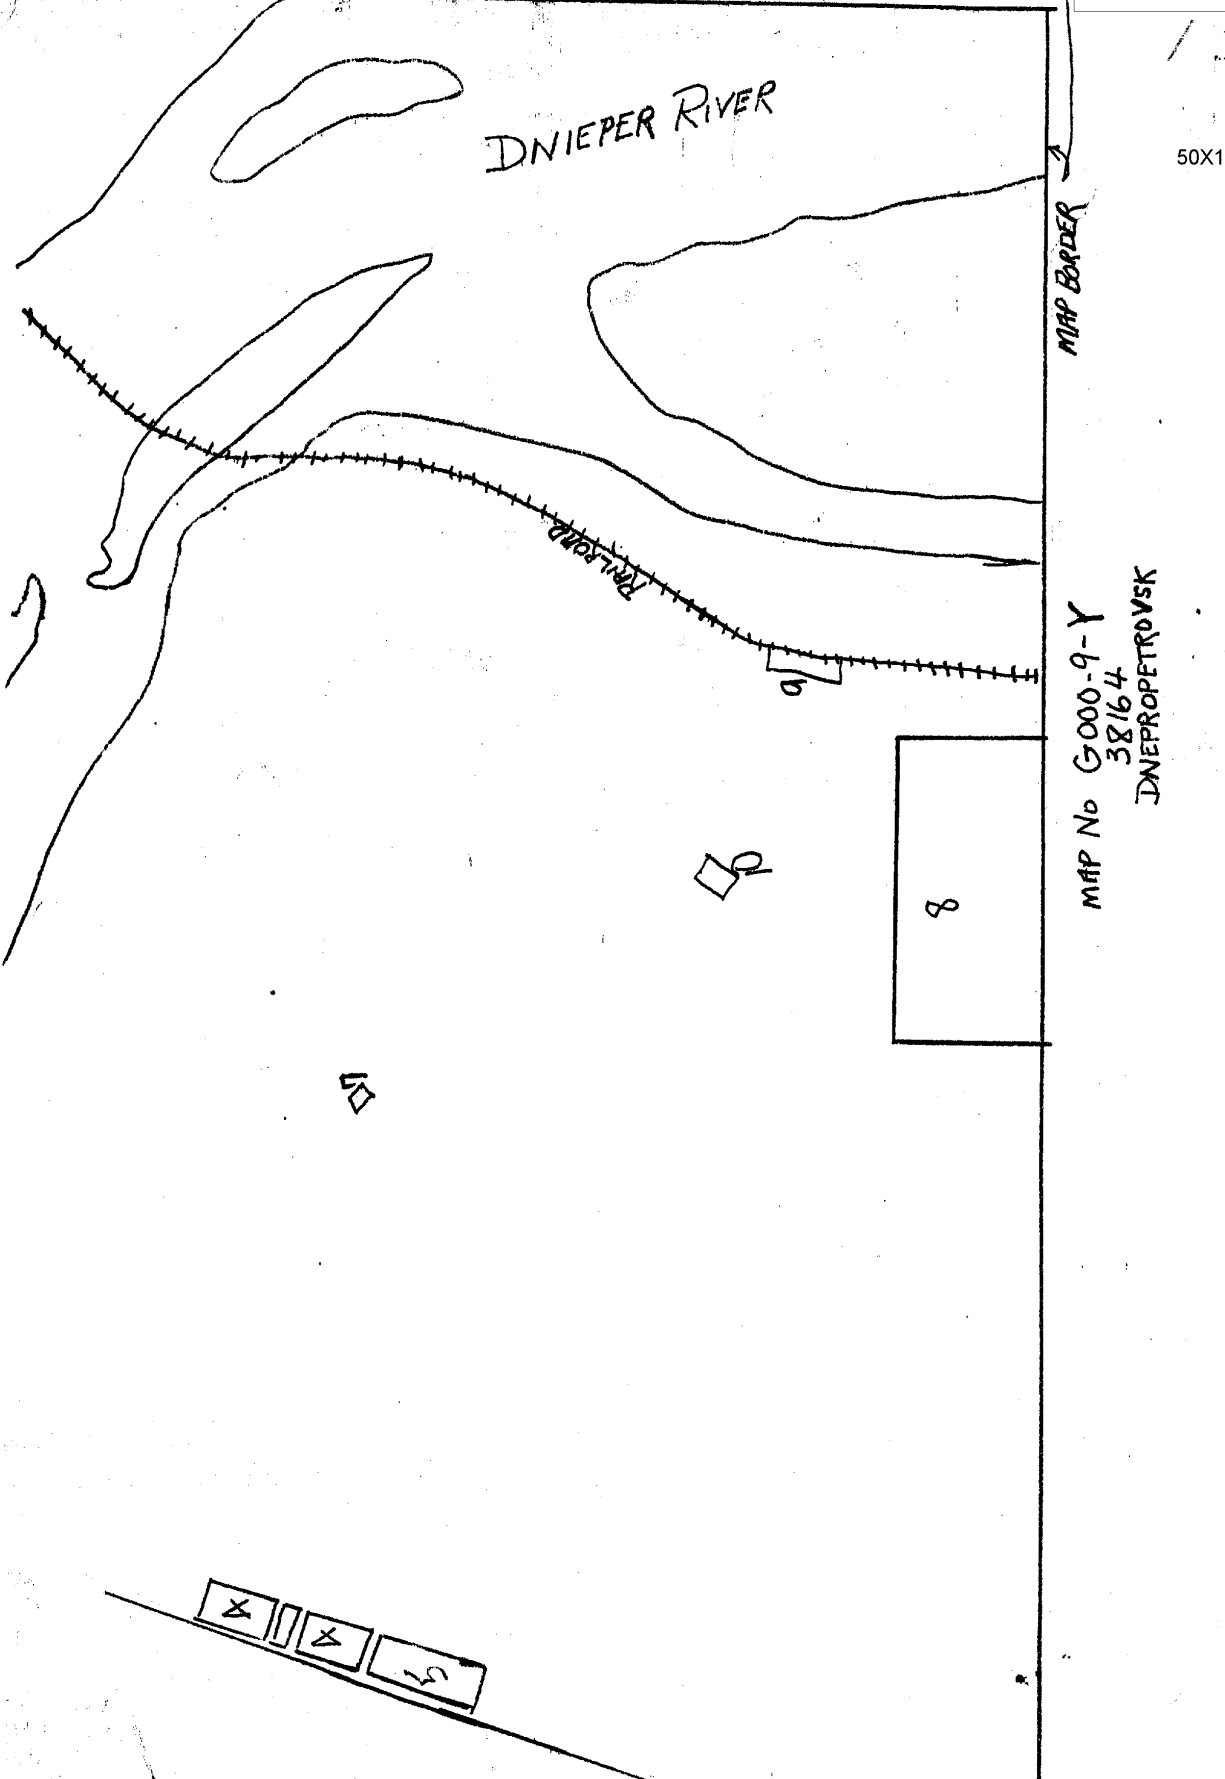 DNIEPER RIVER
50X1
MAP BORDER
RAILROAD
MAP No G000-9-Y
38164
DNEPROPETROVSK
9
8
4
4
5